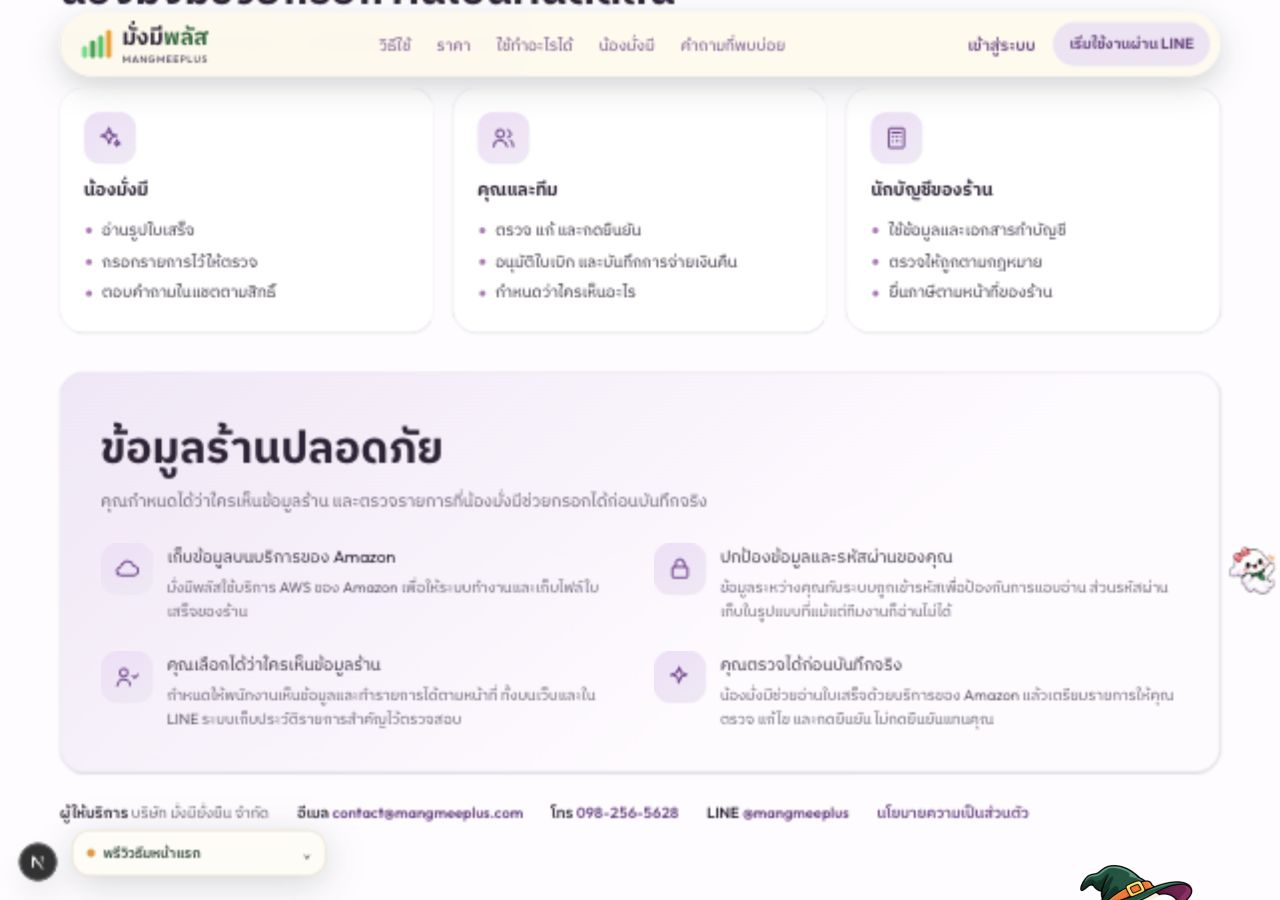 มั่งมีพลัส
MANGMEEPLUS
วิธีใช้
ราคา
ใช้ทำอะไรได้
น้องมั่งมี
คำถามที่พบบ่อย
เข้าสู่ระบบ
เริ่มใช้งานผ่าน LINE
น้องมั่งมี
อ่านรูปใบเสร็จ
กรอกรายการไว้ให้ตรวจ
ตอบคำถามในแชตตามสิทธิ์
คุณและทีม
ตรวจ แก้ และกดยืนยัน
อนุมัติใบเบิก และบันทึกการจ่ายเงินคืน
กำหนดว่าใครเห็นอะไร
นักบัญชีของร้าน
ใช้ข้อมูลและเอกสารทำบัญชี
ตรวจให้ถูกตามกฎหมาย
ยื่นภาษีตามหน้าที่ของร้าน
ข้อมูลร้านปลอดภัย
คุณกำหนดได้ว่าใครเห็นข้อมูลร้าน และตรวจรายการที่น้องมั่งมีช่วยกรอกได้ก่อนบันทึกจริง
เก็บข้อมูลบนบริการของ Amazon
มั่งมีพลัสใช้บริการ AWS ของ Amazon เพื่อให้ระบบทำงานและเก็บไฟล์ใบ
เสร็จของร้าน
ปกป้องข้อมูลและรหัสผ่านของคุณ
ข้อมูลระหว่างคุณกับระบบถูกเข้ารหัสเพื่อป้องกันการแอบอ่าน ส่วนรหัสผ่าน
เก็บในรูปแบบที่แม้แต่ทีมงานก็อ่านไม่ได้
คุณเลือกได้ว่าใครเห็นข้อมูลร้าน
กำหนดให้พนักงานเห็นข้อมูลและทำรายการได้ตามหน้าที่ ทั้งบนเว็บและใน
LINE ระบบเก็บประวัติรายการสำคัญไว้ตรวจสอบ
คุณตรวจได้ก่อนบันทึกจริง
น้องมั่งมีช่วยอ่านใบเสร็จด้วยบริการของ Amazon แล้วเตรียมรายการให้คุณ
ตรวจ แก้ไข และกดยืนยัน ไม่กดยืนยันแทนคุณ
ผู้ให้บริการ บริษัท มั่งมียั่งยืน จำกัด
อีเมล contact@mangmeeplus.com
โทร 098-256-5628
LINE @mangmeeplus
นโยบายความเป็นส่วนตัว
N
พรีวิวธีมหน้าแรก